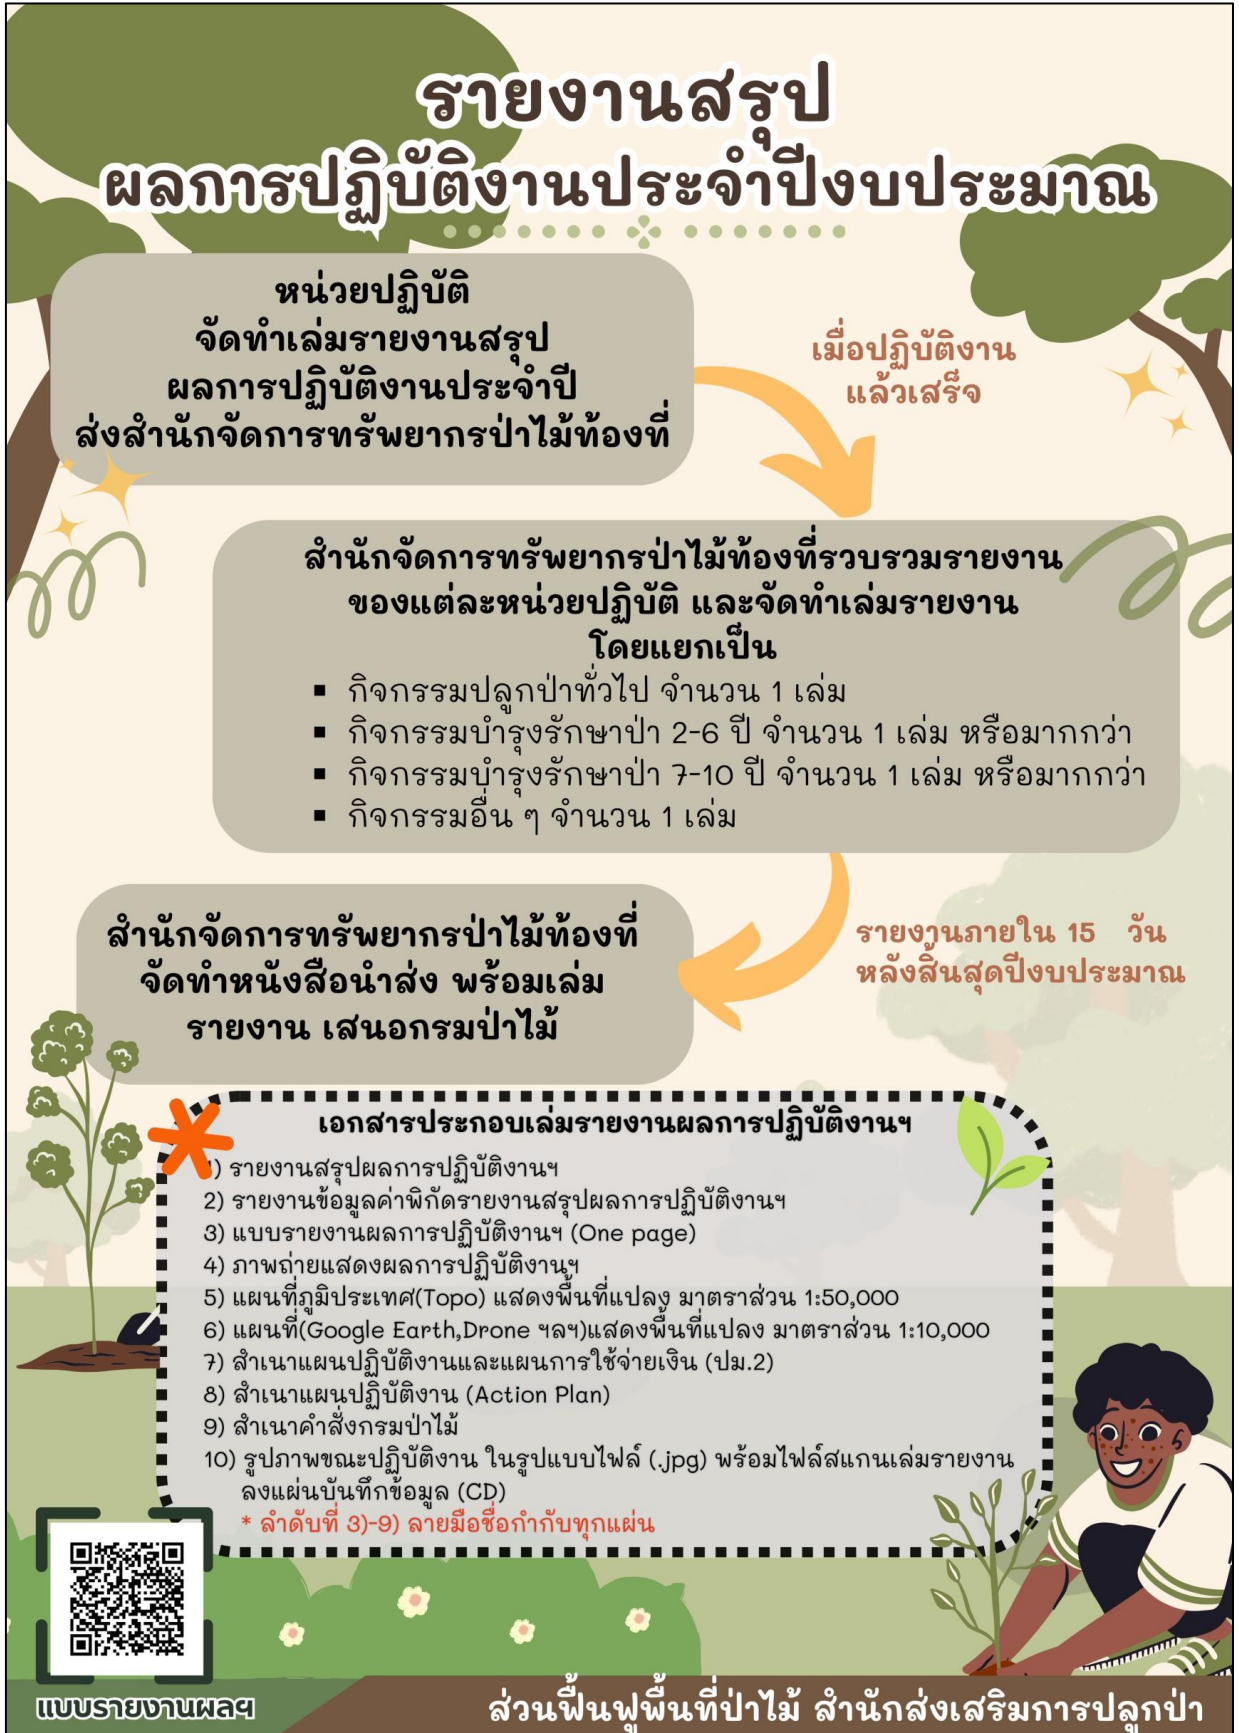 รายงานสรุป
ผลการปฏิบัติงานประจำปีงบประมาณ
หน่วยปฏิบัติ
จัดทำเล่มรายงานสรุป
ผลการปฏิบัติงานประจำปี
ส่งสำนักจัดการทรัพยากรป่าไม้ท้องที่
เมื่อปฏิบัติงาน
แล้วเสร็จ
สำนักจัดการทรัพยากรป่าไม้ท้องที่รวบรวมรายงาน
ของแต่ละหน่วยปฏิบัติ และจัดทำเล่มรายงาน
โดยแยกเป็น
▪ กิจกรรมปลูกป่าทั่วไป จำนวน 1 เล่ม
▪ กิจกรรมบำรุงรักษาป่า 2-6 ปี จำนวน 1 เล่ม หรือมากกว่า
▪ กิจกรรมบำรุงรักษาป่า 7-10 ปี จำนวน 1 เล่ม หรือมากกว่า
▪ กิจกรรมอื่น ๆ จำนวน 1 เล่ม
สำนักจัดการทรัพยากรป่าไม้ท้องที่
จัดทำหนังสือนำส่ง พร้อมเล่ม
รายงาน เสนอกรมป่าไม้
รายงานภายใน 15 วัน
หลังสิ้นสุดปีงบประมาณ
เอกสารประกอบเล่มรายงานผลการปฏิบัติงานฯ
1) รายงานสรุปผลการปฏิบัติงานฯ
2) รายงานข้อมูลค่าพิกัดรายงานสรุปผลการปฏิบัติงานฯ
3) แบบรายงานผลการปฏิบัติงานฯ (One page)
4) ภาพถ่ายแสดงผลการปฏิบัติงานฯ
5) แผนที่ภูมิประเทศ(Topo) แสดงพื้นที่แปลง มาตราส่วน 1:50,000
6) แผนที่(Google Earth,Drone ฯลฯ)แสดงพื้นที่แปลง มาตราส่วน 1:10,000
7) สำเนาแผนปฏิบัติงานและแผนการใช้จ่ายเงิน (ปม.2)
8) สำเนาแผนปฏิบัติงาน (Action Plan)
9) สำเนาคำสั่งกรมป่าไม้
10) รูปภาพขณะปฏิบัติงาน ในรูปแบบไฟล์ (.jpg) พร้อมไฟล์สแกนเล่มรายงาน
ลงแผ่นบันทึกข้อมูล (CD)
* ลำดับที่ 3)-9) ลายมือชื่อกำกับทุกแผ่น
แบบรายงานผลฯ
ส่วนฟื้นฟูพื้นที่ป่าไม้ สำนักส่งเสริมการปลูกป่า